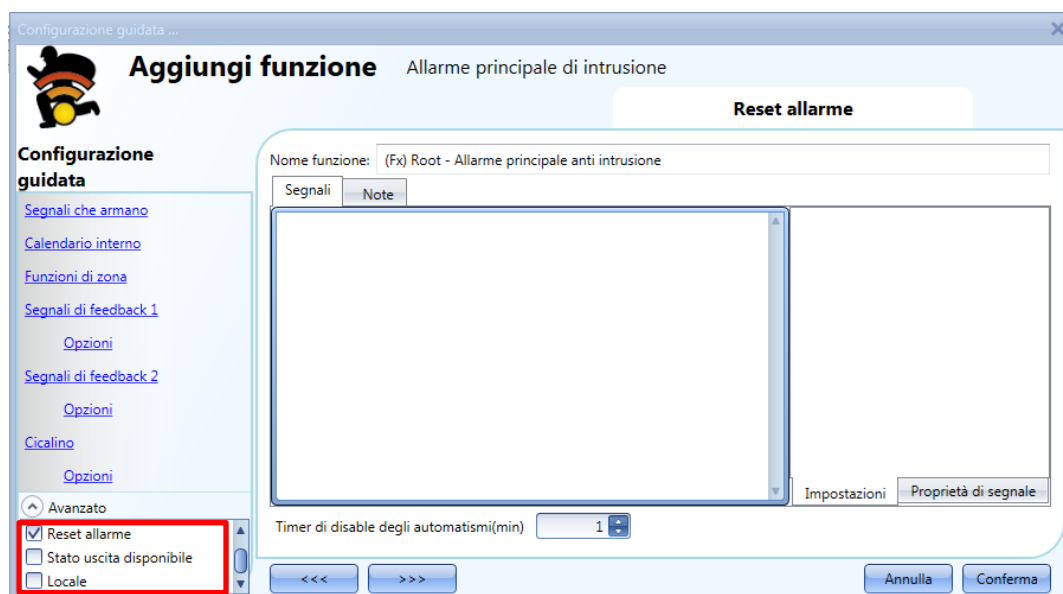 Configurazione guidata ...
Aggiungi funzione
Allarme principale di intrusione
Reset allarme
Configurazione
guidata
Segnali che armano
Calendario interno
Funzioni di zona
Segnali di feedback 1
Opzioni
Segnali di feedback 2
Opzioni
Cicalino
Opzioni
Avanzato
Reset allarme
Stato uscita disponibile
Locale
Nome funzione: (Fx) Root - Allarme principale anti intrusione
Segnali
Note
Impostazioni
Proprietà di segnale
Timer di disable degli automatismi(min) 1
<<<
>>>
Annulla
Conferma